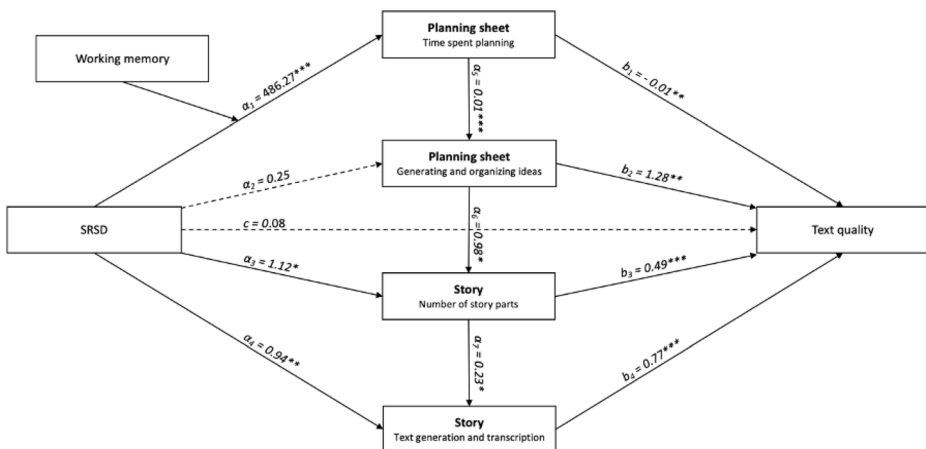 Planning sheet
Time spent planning
Working memory
α₁ = 486.27***
α₅ = 0.01***
b₁ = - 0.01**
Planning sheet
Generating and organizing ideas
α₂ = 0.25
b₂ = 1.28**
SRSD
c = 0.08
α₆ = 0.98*
Text quality
α₃ = 1.12*
Story
Number of story parts
b₃ = 0.49***
α₄ = 0.94**
α₇ = 0.23*
b₄ = 0.77***
Story
Text generation and transcription